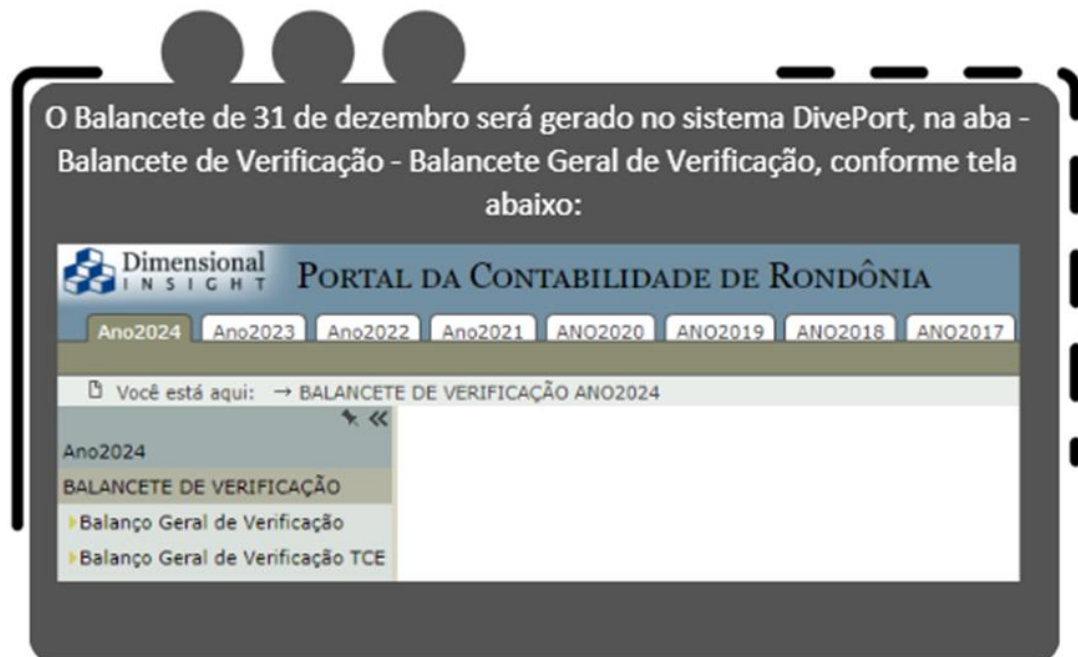 O Balancete de 31 de dezembro será gerado no sistema DivePort, na aba -
Balancete de Verificação - Balancete Geral de Verificação, conforme tela
abaixo:
Dimensional
INSIGHT
PORTAL DA CONTABILIDADE DE RONDÔNIA
Ano2024 Ano2023 Ano2022 Ano2021 ANO2020 ANO2019 ANO2018 ANO2017
Você está aqui: → BALANCETE DE VERIFICAÇÃO ANO2024
Ano2024
BALANCETE DE VERIFICAÇÃO
Balanço Geral de Verificação
Balanço Geral de Verificação TCE